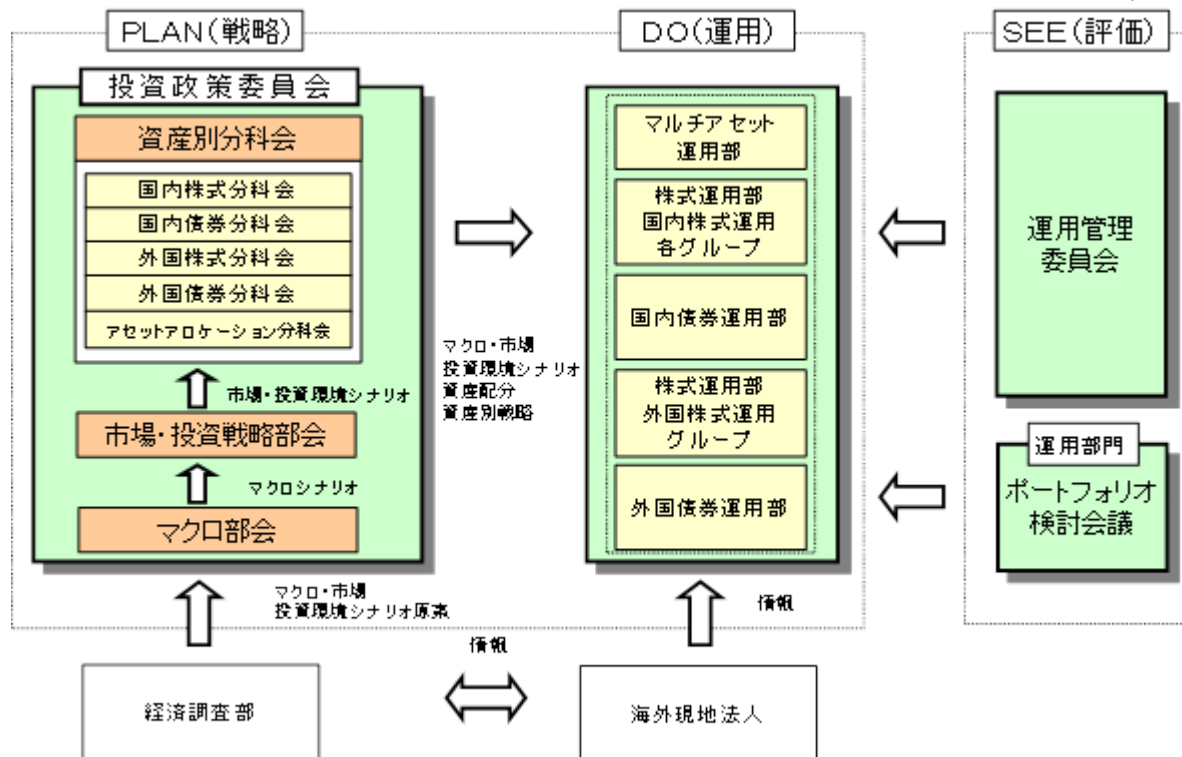 PLAN(戦略)
投資政策委員会
資産別分科会
国内株式分科会
国内債券分科会
外国株式分科会
外国債券分科会
アセットアロケーション分科会
市場・投資環境シナリオ
市場・投資戦略部会
マクロシナリオ
マクロ部会
マクロ・市場
投資環境シナリオ原案
経済調査部
マクロ・市場
投資環境シナリオ
資産配分
資産別戦略
情報
DO(運用)
マルチアセット
運用部
株式運用部
国内株式運用
各グループ
国内債券運用部
株式運用部
外国株式運用
グループ
外国債券運用部
情報
海外現地法人
SEE(評価)
運用管理
委員会
運用部門
ポートフォリオ
検討会議